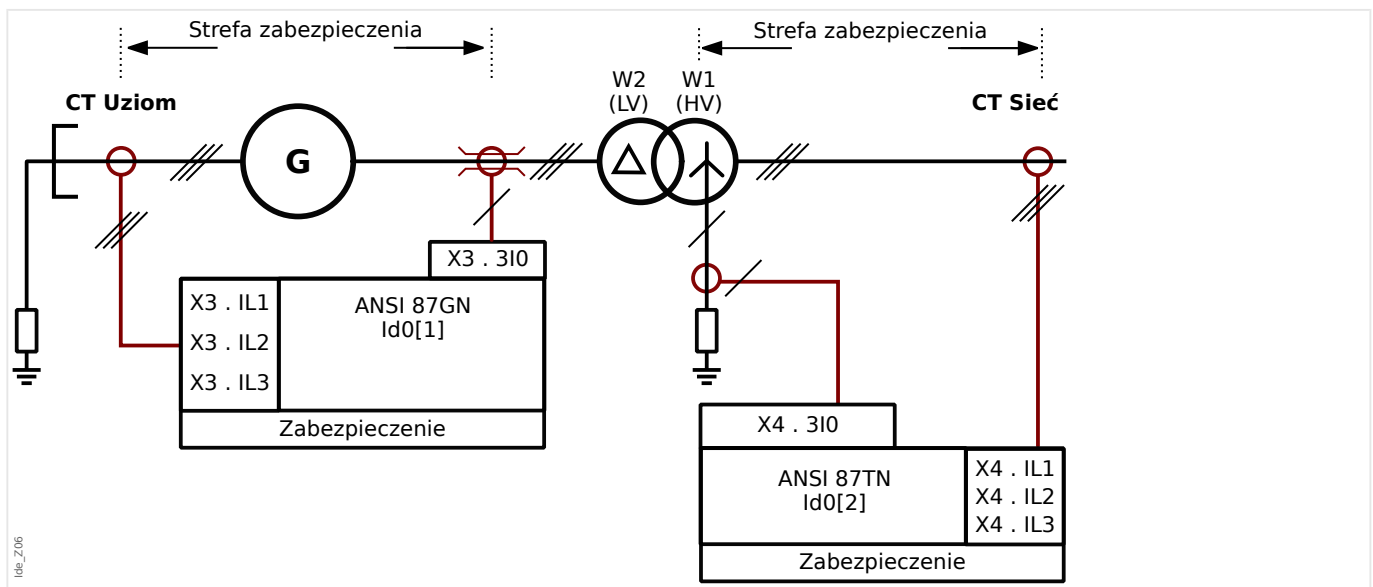 Strefa zabezpieczenia
Strefa zabezpieczenia
CT Uziom
W2
(LV)
W1
(HV)
CT Sieć
G
X3 . 3I0
X3 . IL1
X3 . IL2
X3 . IL3
ANSI 87GN
Id0[1]
Zabezpieczenie
X4 . 3I0
ANSI 87TN
Id0[2]
X4 . IL1
X4 . IL2
X4 . IL3
Zabezpieczenie
Ide_Z06